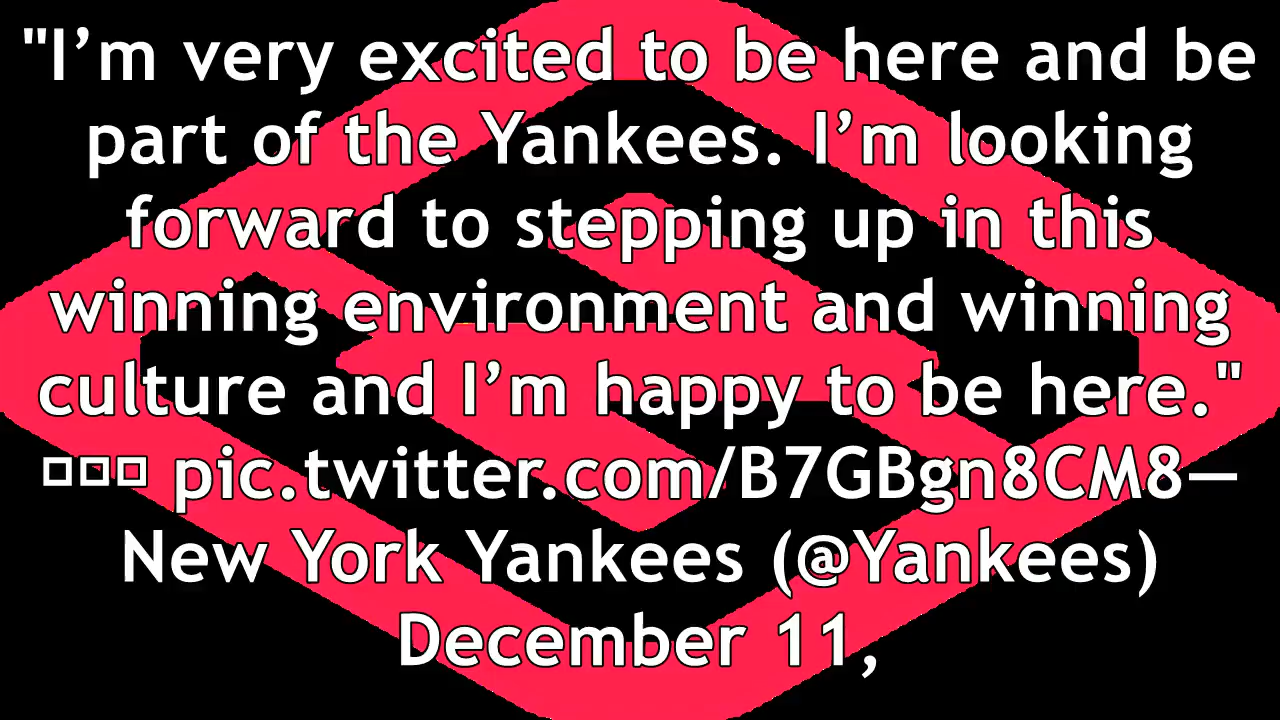 "I’m very excited to be here and be
part of the Yankees. I’m looking
forward to stepping up in this
winning environment and winning
culture and I’m happy to be here."
□□□ pic.twitter.com/B7GBgn8CM8—
New York Yankees (@Yankees)
December 11,